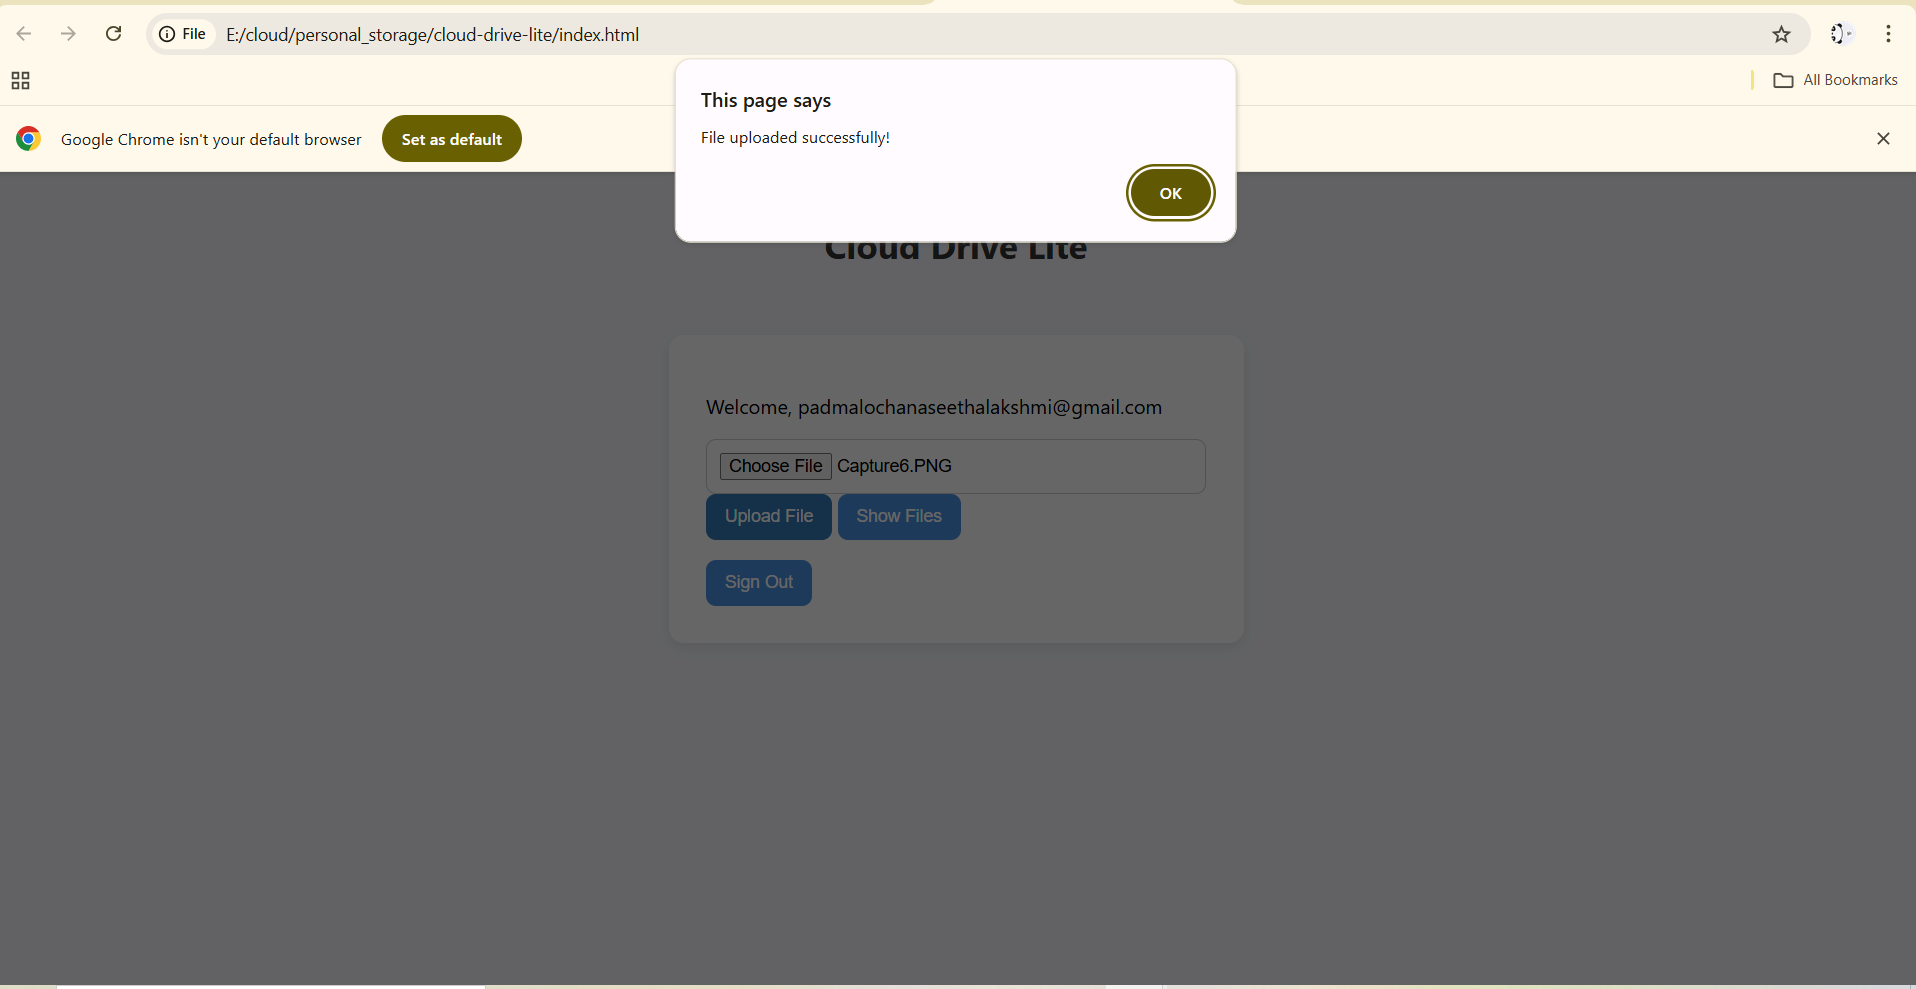 File
E:/cloud/personal_storage/cloud-drive-lite/index.html
All Bookmarks
Google Chrome isn't your default browser
Set as default
This page says
File uploaded successfully!
OK
Cloud Drive Lite
Welcome, padmalochanaseethalakshmi@gmail.com
Choose File Capture6.PNG
Upload File Show Files
Sign Out